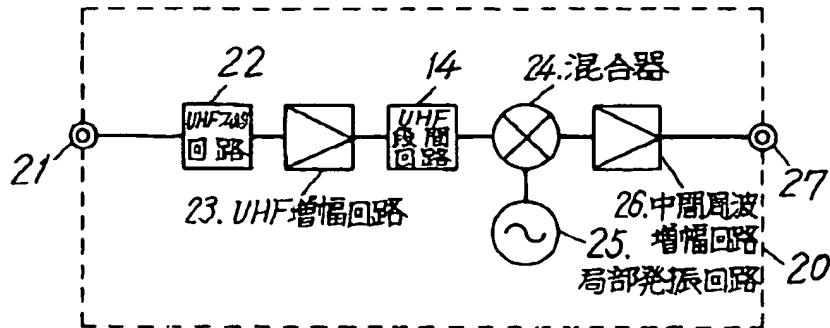 22
14
24.混合器
UHFフィルタ
回路
UHF
段間
回路
21
27
23.UHF増幅回路
26.中間周波
増幅回路
25.
局部発振回路
20